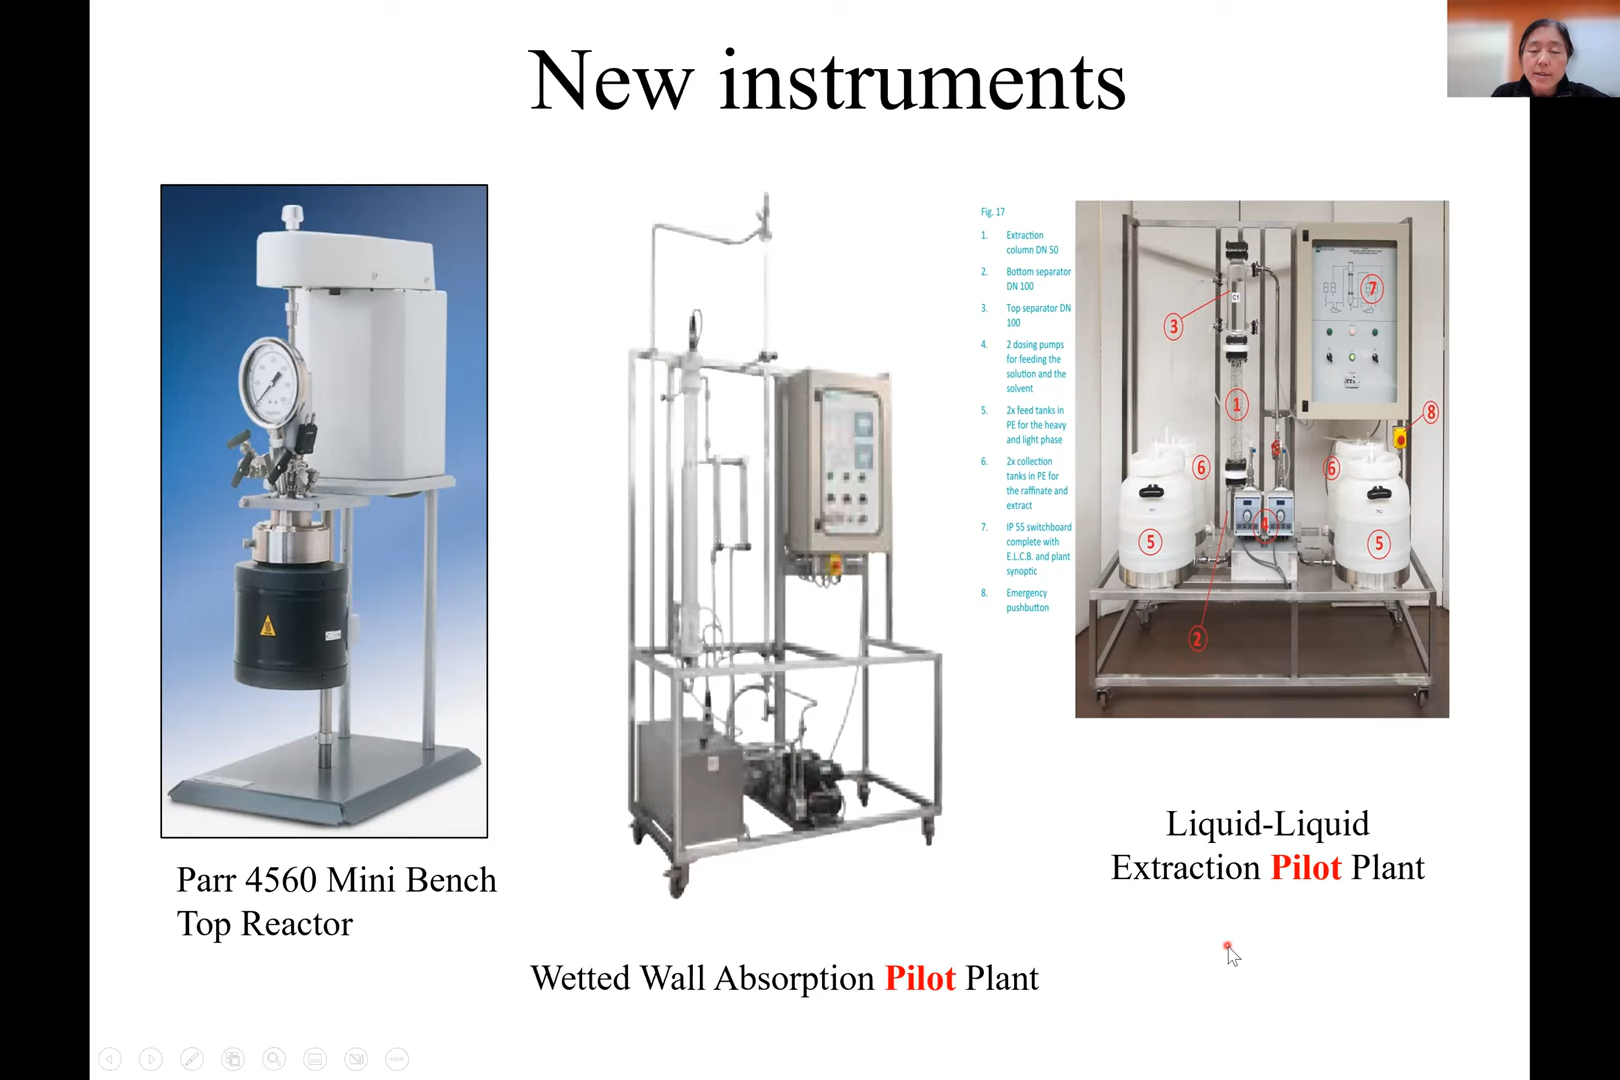 New instruments
Fig. 17
1. Extraction
column DN 50
2. Bottom separator
DN 100
3. Top separator DN
100
4. 2 dosing pumps
for feeding the
solution and the
solvent
5. 2x feed tanks in
PE for the heavy
and light phase
6. 2x collection
tanks in PE for
the raffinate and
extract
7. IP 55 switchboard
complete with
E.L.C.B. and plant
synoptic
8. Emergency
pushbutton
C1
7
3
1
8
6
6
4
5
5
2
Parr 4560 Mini Bench
Top Reactor
Wetted Wall Absorption Pilot Plant
Liquid-Liquid
Extraction Pilot Plant